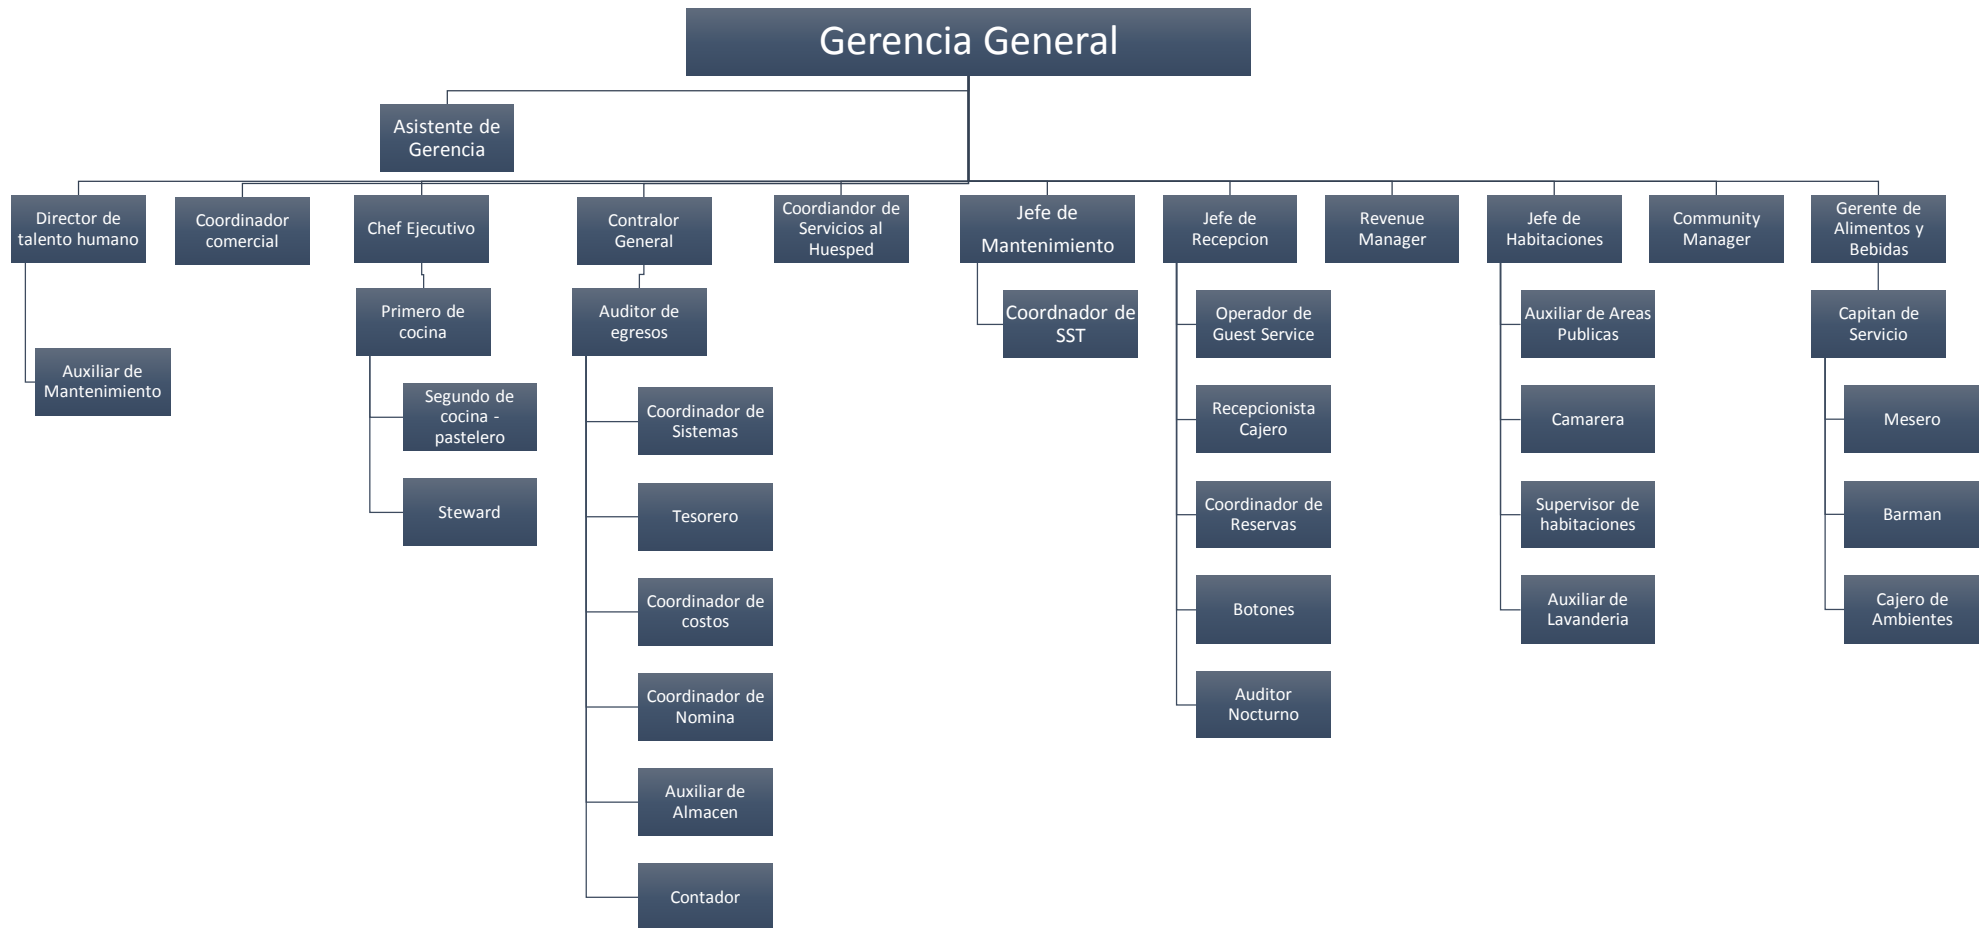 Gerencia General
Asistente de
Gerencia
Director de
talento humano
Coordinador
comercial
Chef Ejecutivo
Contralor
General
Coordiandor de
Servicios al
Huesped
Jefe de
Mantenimiento
Jefe de
Recepcion
Revenue
Manager
Jefe de
Habitaciones
Community
Manager
Gerente de
Alimentos y
Bebidas
Auxiliar de
Mantenimiento
Primero de
cocina
Segundo de
cocina -
pastelero
Steward
Auditor de
egresos
Coordinador de
Sistemas
Tesorero
Coordinador de
costos
Coordinador de
Nomina
Auxiliar de
Almacen
Contador
Coordnador de
SST
Operador de
Guest Service
Recepcionista
Cajero
Coordinador de
Reservas
Botones
Auditor
Nocturno
Auxiliar de Areas
Publicas
Camarera
Supervisor de
habitaciones
Auxiliar de
Lavanderia
Capitan de
Servicio
Mesero
Barman
Cajero de
Ambientes